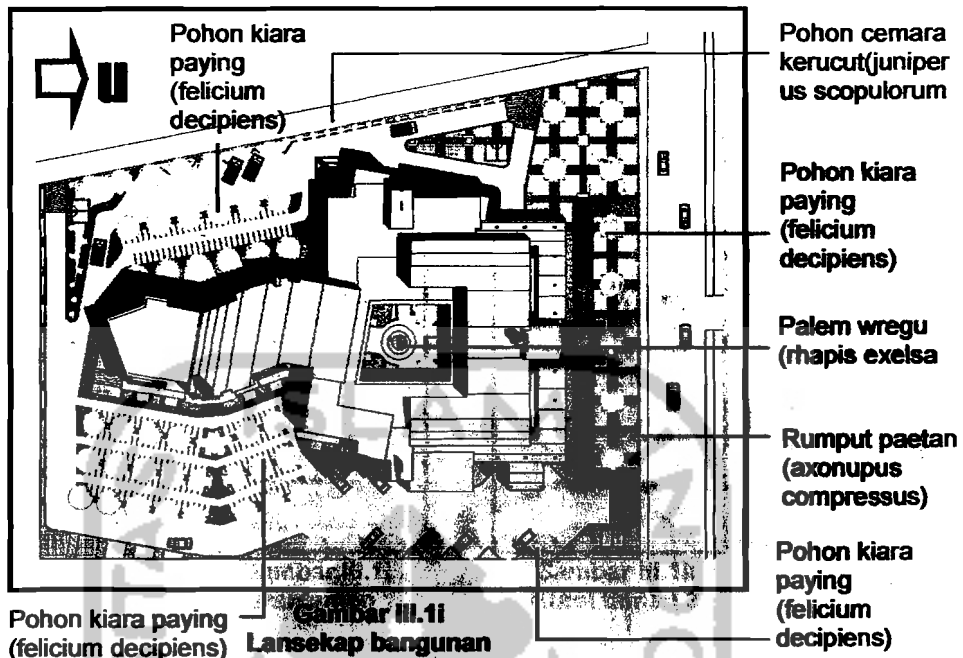 Pohon kiara
paying
(felicium
decipiens)
U
Pohon cemara
kerucut(juniper
us scopulorum
Pohon kiara
paying
(felicium
decipiens)
Palem wregu
(rhapis exelsa
Rumput paetan
(axonupus
compressus)
Pohon kiara
paying
(felicium
decipiens)
Pohon kiara paying
(felicium decipiens)
Gambar III.1i
Lansekap bangunan
ISLAM